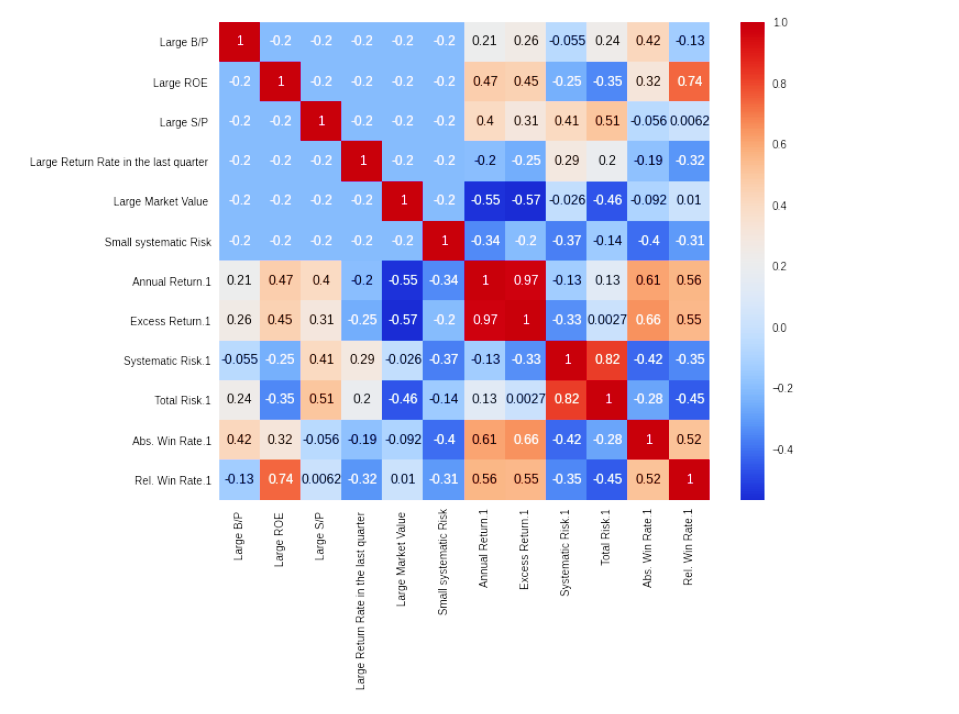 Large B/P 1 -0.2 -0.2 -0.2 -0.2 -0.2 0.21 0.26 -0.055 0.24 0.42 -0.13 1.0
Large ROE -0.2 1 -0.2 -0.2 -0.2 -0.2 0.47 0.45 -0.25 -0.35 0.32 0.74 0.8
Large S/P -0.2 -0.2 1 -0.2 -0.2 -0.2 0.4 0.31 0.41 0.51 -0.056 0.0062
0.6
Large Return Rate in the last quarter -0.2 -0.2 -0.2 1 -0.2 -0.2 -0.2 -0.25 0.29 0.2 -0.19 -0.32
Large Market Value -0.2 -0.2 -0.2 -0.2 1 -0.2 -0.55 -0.57 -0.026 -0.46 -0.092 0.01 0.4
Small systematic Risk -0.2 -0.2 -0.2 -0.2 -0.2 1 -0.34 -0.2 -0.37 -0.14 -0.4 -0.31
0.2
Annual Return.1 0.21 0.47 0.4 -0.2 -0.55 -0.34 1 0.97 -0.13 0.13 0.61 0.56
Excess Return.1 0.26 0.45 0.31 -0.25 -0.57 -0.2 0.97 1 -0.33 0.0027 0.66 0.55 0.0
Systematic Risk.1 -0.055 -0.25 0.41 0.29 -0.026 -0.37 -0.13 -0.33 1 0.82 -0.42 -0.35
−0.2
Total Risk.1 0.24 -0.35 0.51 0.2 -0.46 -0.14 0.13 0.0027 0.82 1 -0.28 -0.45
Abs. Win Rate.1 0.42 0.32 -0.056 -0.19 -0.092 -0.4 0.61 0.66 -0.42 -0.28 1 0.52 −0.4
Rel. Win Rate.1 -0.13 0.74 0.0062 -0.32 0.01 -0.31 0.56 0.55 -0.35 -0.45 0.52 1
Large B/P
Large ROE
Large S/P
Large Return Rate in the last quarter
Large Market Value
Small systematic Risk
Annual Return.1
Excess Return.1
Systematic Risk.1
Total Risk.1
Abs. Win Rate.1
Rel. Win Rate.1